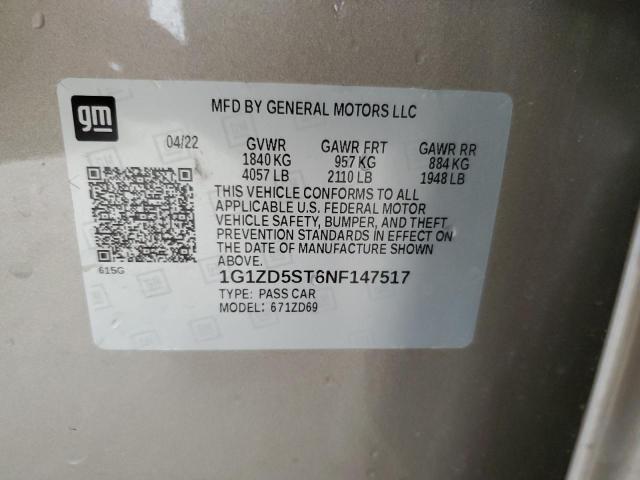 gm
MFD BY GENERAL MOTORS LLC
04/22 GVWR GAWR FRT GAWR RR
1840 KG 957 KG 884 KG
4057 LB 2110 LB 1948 LB
THIS VEHICLE CONFORMS TO ALL
APPLICABLE U.S. FEDERAL MOTOR
VEHICLE SAFETY, BUMPER, AND THEFT
PREVENTION STANDARDS IN EFFECT ON
THE DATE OF MANUFACTURE SHOWN
ABOVE.
615G
1G1ZD5ST6NF147517
TYPE: PASS CAR
MODEL: 671ZD69